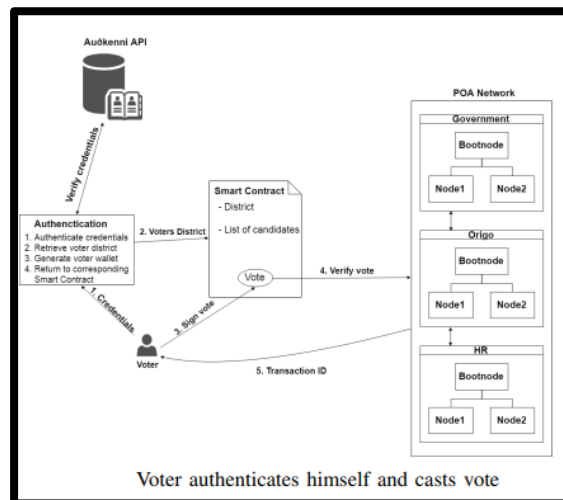 Auðkenni API
Verify credentials
Authenctication
1. Authenticate credentials
2. Retrieve voter district
3. Generate voter wallet
4. Return to corresponding
Smart Contract
1. Credentials
Voter
2. Voters District
Smart Contract
- District
- List of candidates
Vote
3. Sign vote
4. Verify vote
5. Transaction ID
POA Network
Government
Bootnode
Node1
Node2
Origo
Bootnode
Node1
Node2
HR
Bootnode
Node1
Node2
Voter authenticates himself and casts vote